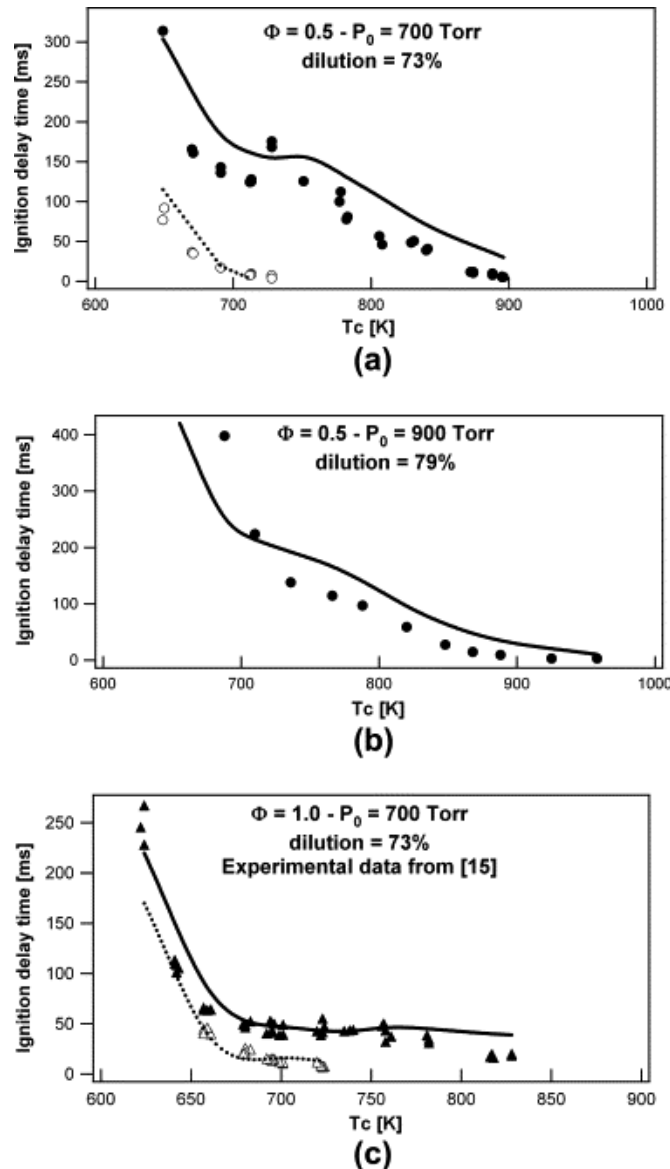 Φ = 0.5 - P₀ = 700 Torr
dilution = 73%
Ignition delay time [ms]
300
250
200
150
100
50
0
600
700
800
900
1000
Tc [K]
(a)
Φ = 0.5 - P₀ = 900 Torr
dilution = 79%
Ignition delay time [ms]
400
300
200
100
0
600
700
800
900
1000
Tc [K]
(b)
Φ = 1.0 - P₀ = 700 Torr
dilution = 73%
Experimental data from [15]
Ignition delay time [ms]
250
200
150
100
50
0
600
650
700
750
800
850
900
Tc [K]
(c)